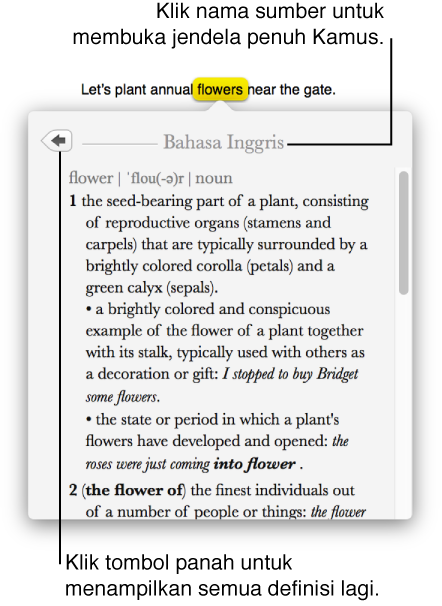 Klik nama sumber untuk
membuka jendela penuh Kamus.
Let's plant annual flowers near the gate.
Bahasa Inggris
flower | ˈflou(-ə)r | noun
1 the seed-bearing part of a plant, consisting
of reproductive organs (stamens and
carpels) that are typically surrounded by a
brightly colored corolla (petals) and a
green calyx (sepals).
• a brightly colored and conspicuous
example of the flower of a plant together
with its stalk, typically used with others as
a decoration or gift: I stopped to buy Bridget
some flowers.
• the state or period in which a plant's
flowers have developed and opened: the
roses were just coming into flower .
2 (the flower of) the finest individuals out
of a number of people or things: the flower
Klik tombol panah untuk
menampilkan semua definisi lagi.